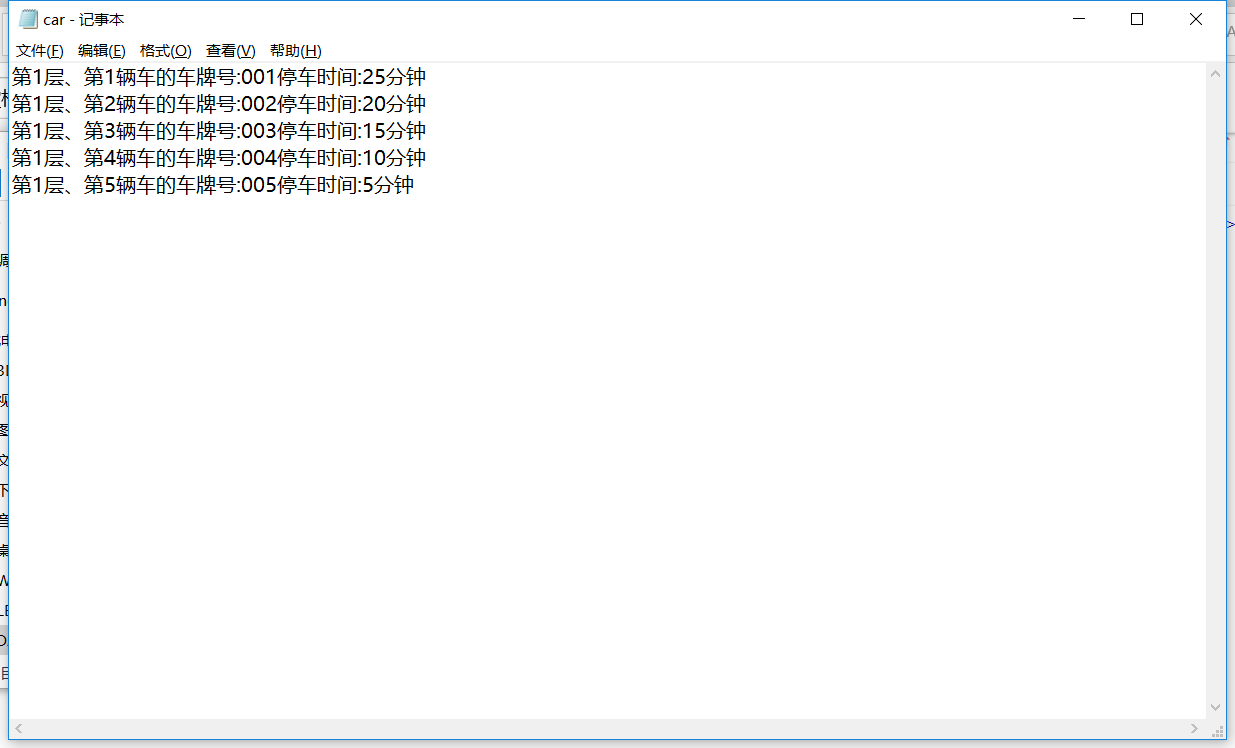 car - 记事本
文件(F) 编辑(E) 格式(O) 查看(V) 帮助(H)
第1层、第1辆车的车牌号:001停车时间:25分钟
第1层、第2辆车的车牌号:002停车时间:20分钟
第1层、第3辆车的车牌号:003停车时间:15分钟
第1层、第4辆车的车牌号:004停车时间:10分钟
第1层、第5辆车的车牌号:005停车时间:5分钟